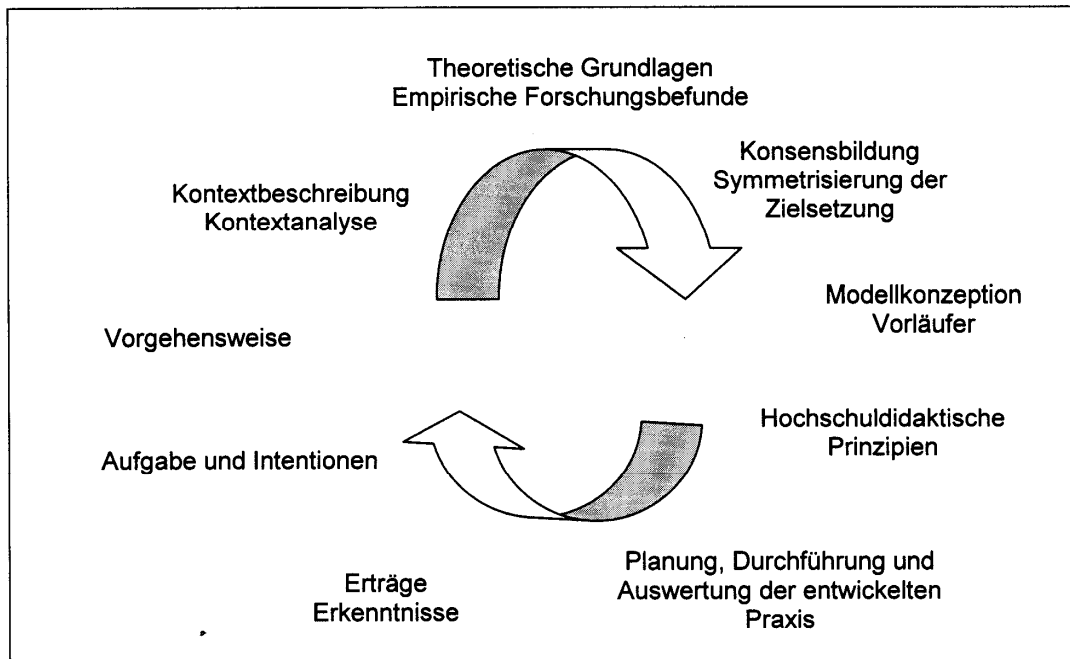 Theoretische Grundlagen
Empirische Forschungsbefunde
Konsensbildung
Symmetrisierung der
Zielsetzung
Kontextbeschreibung
Kontextanalyse
Modellkonzeption
Vorläufer
Vorgehensweise
Hochschuldidaktische
Prinzipien
Aufgabe und Intentionen
Planung, Durchführung und
Auswertung der entwickelten
Praxis
Erträge
Erkenntnisse